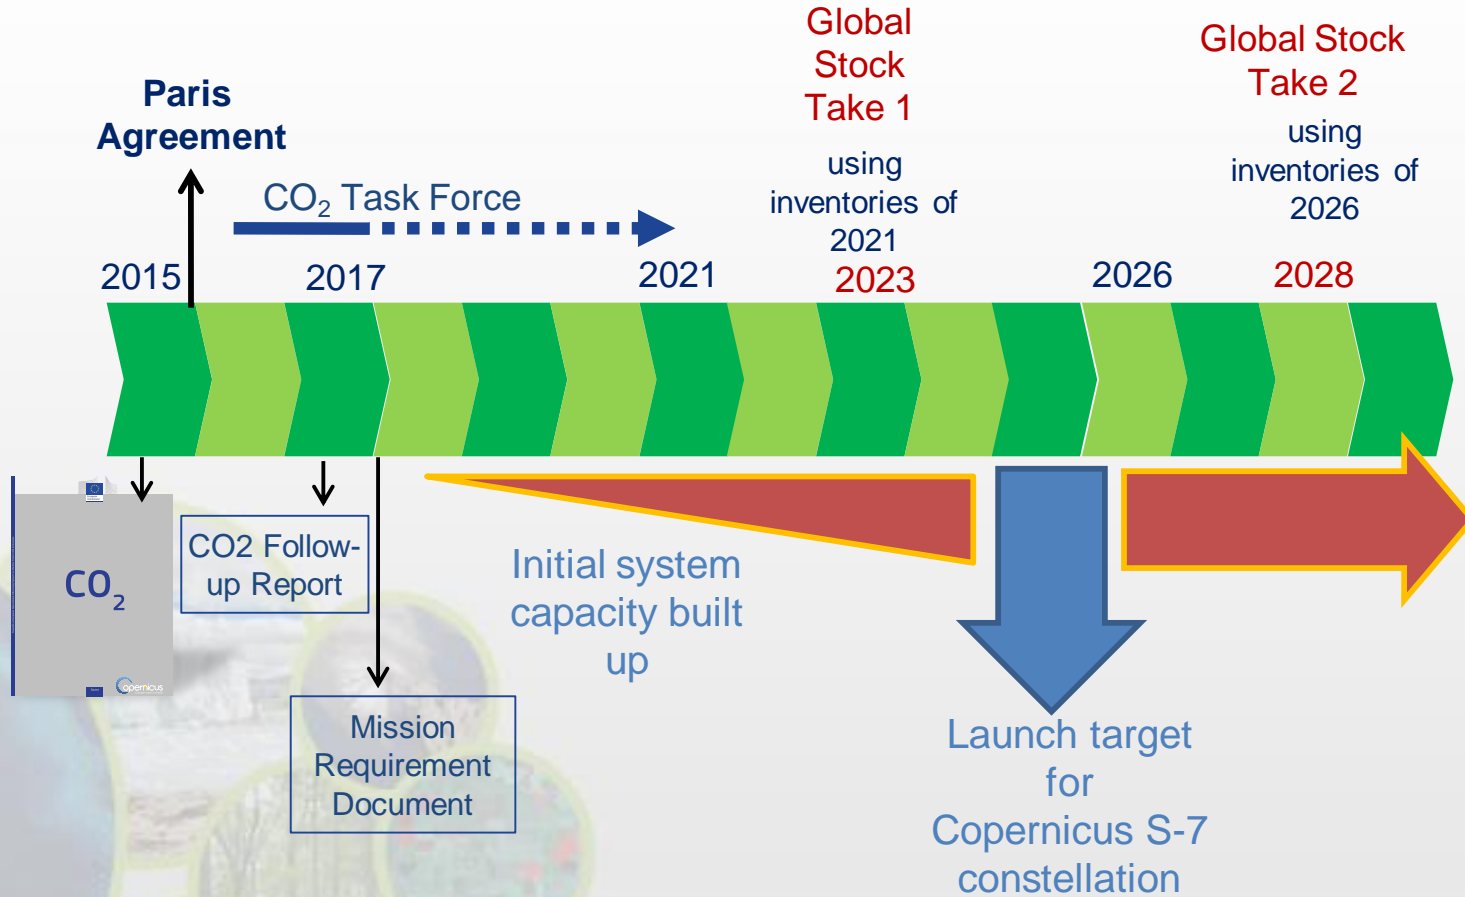 Paris
Agreement
CO₂ Task Force
Global
Stock
Take 1
using
inventories of
2021
Global Stock
Take 2
using
inventories of
2026
2015
2017
2021
2023
2026
2028
CO₂
Copernicus
CO2 Follow-
up Report
Mission
Requirement
Document
Initial system
capacity built
up
Launch target
for
Copernicus S-7
constellation